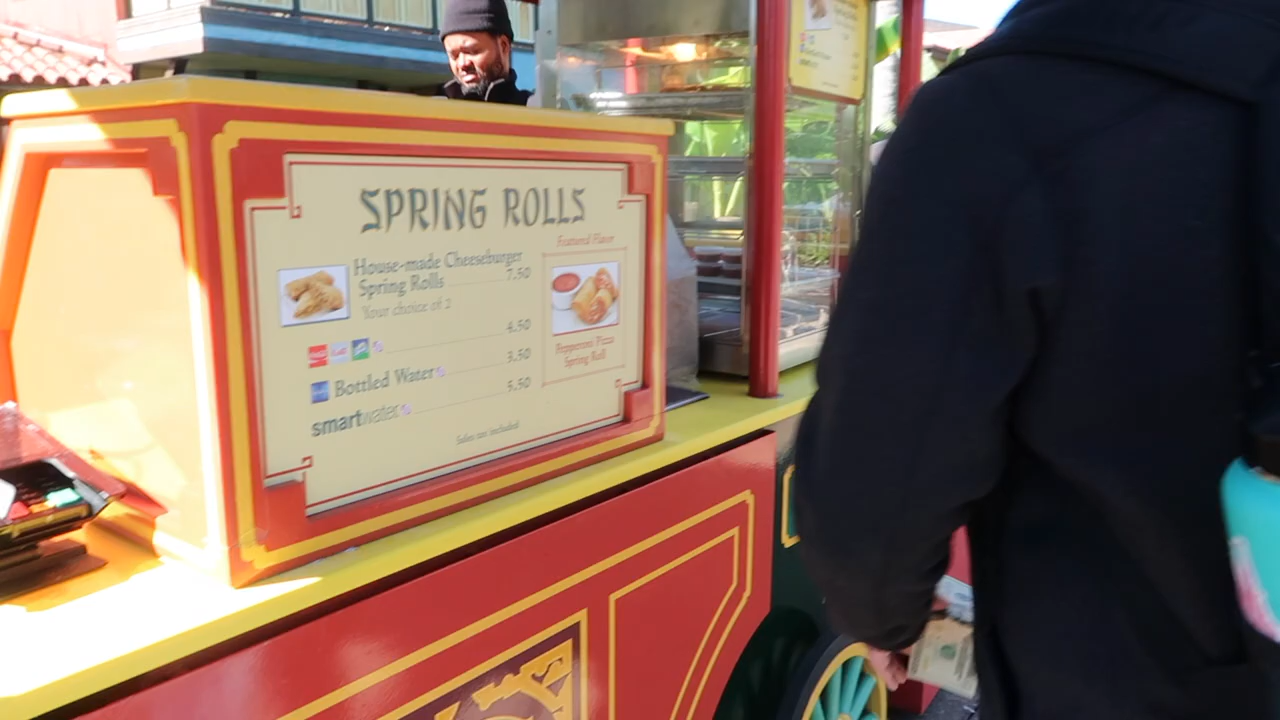 SPRING ROLLS
House-made Cheeseburger
Spring Rolls 7.50
Your choice of 2
4.50
Bottled Water 3.50
smartwater 5.50
Sales tax included
Featured Flavor
Pepperoni Pizza
Spring Roll